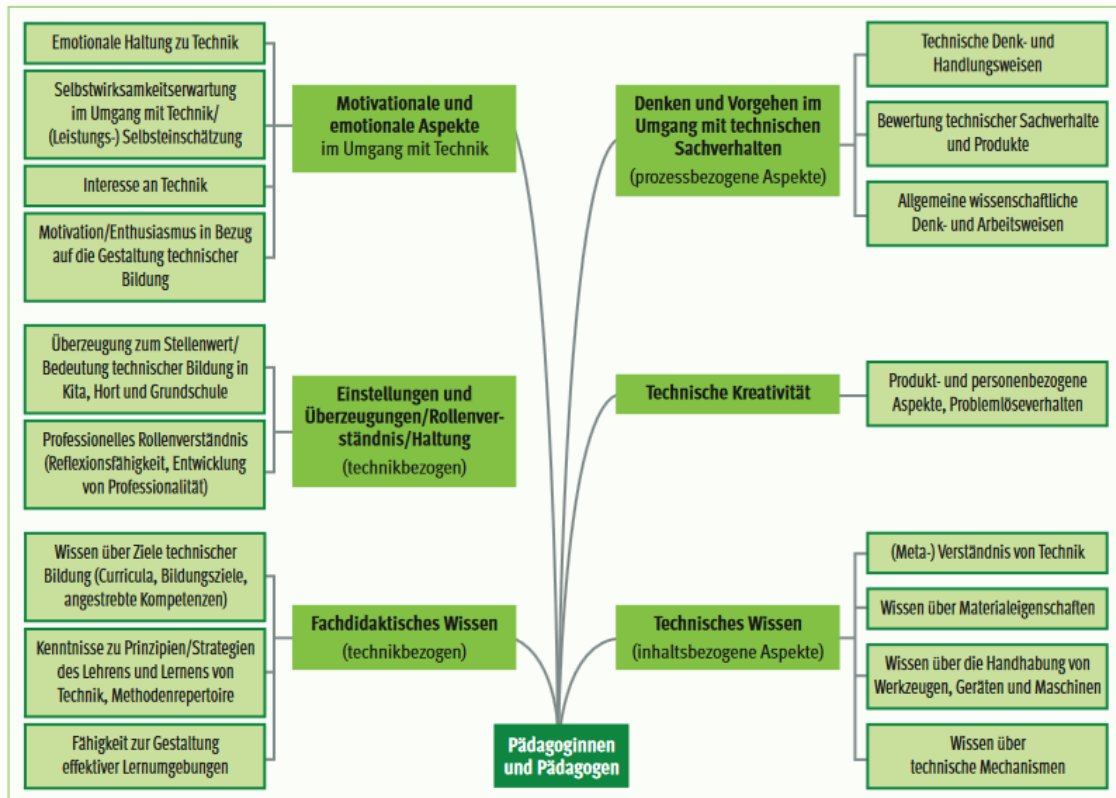 Emotionale Haltung zu Technik
Selbstwirksamkeitserwartung
im Umgang mit Technik/
(Leistungs-) Selbsteinschätzung
Interesse an Technik
Motivation/Enthusiasmus in Bezug
auf die Gestaltung technischer
Bildung
Motivationale und
emotionale Aspekte
im Umgang mit Technik
Überzeugung zum Stellenwert/
Bedeutung technischer Bildung in
Kita, Hort und Grundschule
Professionelles Rollenverständnis
(Reflexionsfähigkeit, Entwicklung
von Professionalität)
Einstellungen und
Überzeugungen/Rollenver-
ständnis/Haltung
(technikbezogen)
Wissen über Ziele technischer
Bildung (Curricula, Bildungsziele,
angestrebte Kompetenzen)
Kenntnisse zu Prinzipien/Strategien
des Lehrens und Lernens von
Technik, Methodenrepertoire
Fähigkeit zur Gestaltung
effektiver Lernumgebungen
Fachdidaktisches Wissen
(technikbezogen)
Denken und Vorgehen im
Umgang mit technischen
Sachverhalten
(prozessbezogene Aspekte)
Technische Denk- und
Handlungsweisen
Bewertung technischer Sachverhalte
und Produkte
Allgemeine wissenschaftliche
Denk- und Arbeitsweisen
Technische Kreativität
Produkt- und personenbezogene
Aspekte, Problemlöseverhalten
Technisches Wissen
(inhaltsbezogene Aspekte)
(Meta-) Verständnis von Technik
Wissen über Materialeigenschaften
Wissen über die Handhabung von
Werkzeugen, Geräten und Maschinen
Wissen über
technische Mechanismen
Pädagoginnen
und Pädagogen